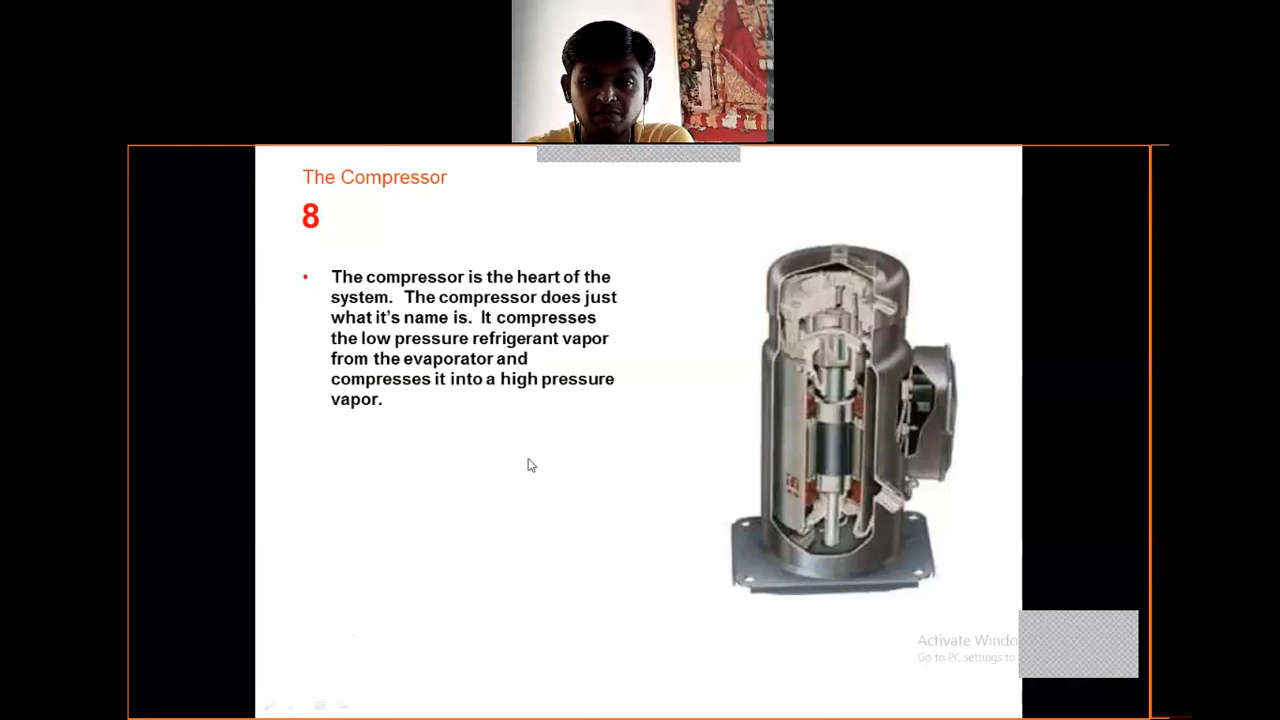 The Compressor
8
• The compressor is the heart of the
system. The compressor does just
what it's name is. It compresses
the low pressure refrigerant vapor
from the evaporator and
compresses it into a high pressure
vapor.
Activate Windo
Go to PC settings to